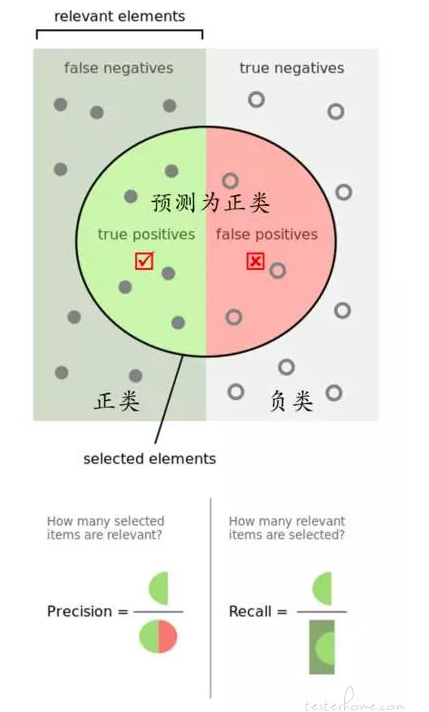 relevant elements
false negatives
true negatives
预测为正类
true positives
false positives
正类
负类
selected elements
How many selected
items are relevant?
How many relevant
items are selected?
Precision =
Recall =
testerhome.com